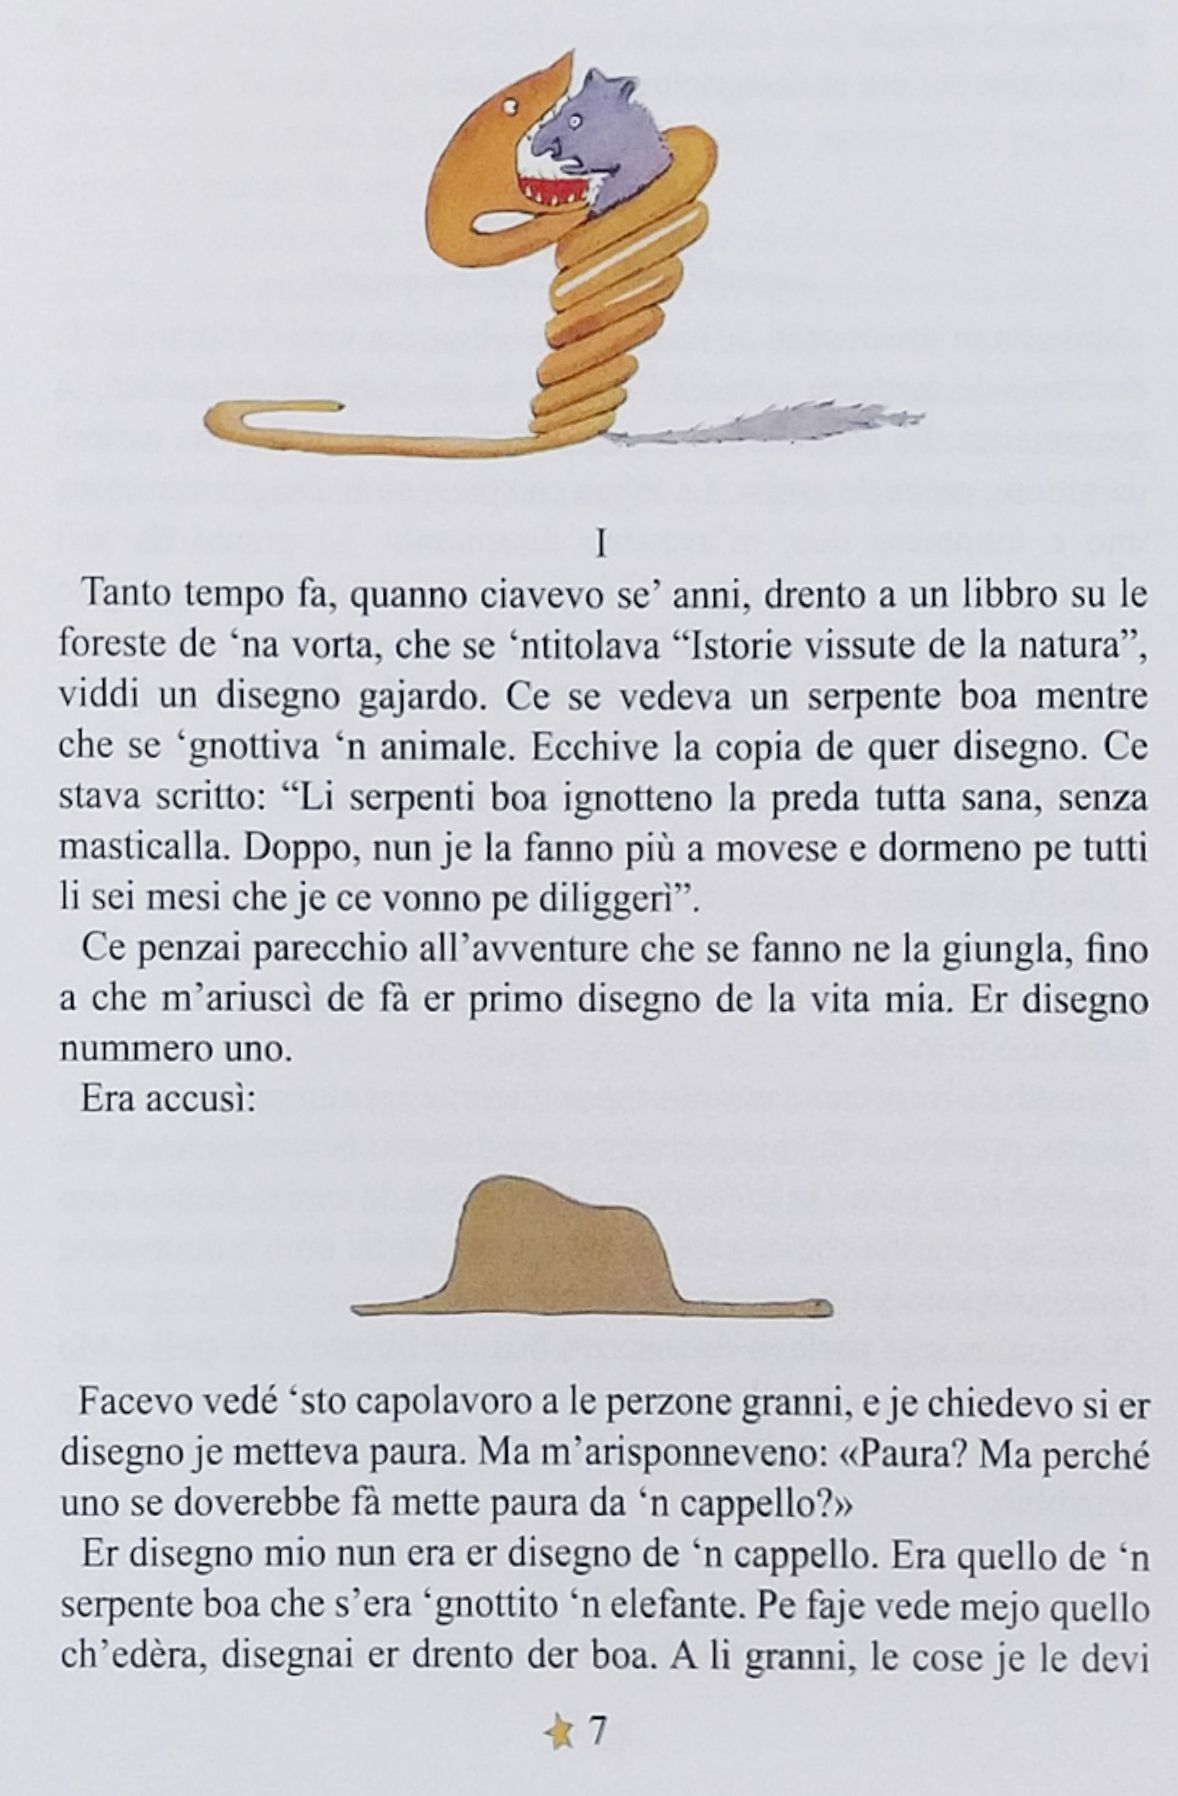 I
Tanto tempo fa, quanno ciavevo se’ anni, drento a un libbro su le
foreste de ‘na vorta, che se ‘ntitolava “Istorie vissute de la natura”,
viddi un disegno gajardo. Ce se vedeva un serpente boa mentre
che se ‘gnottiva ‘n animale. Ecchive la copia de quer disegno. Ce
stava scritto: “Li serpenti boa ignotteno la preda tutta sana, senza
masticalla. Doppo, nun je la fanno più a movese e dormeno pe tutti
li sei mesi che je ce vonno pe diliggerì”.
Ce penzai parecchio all’avventure che se fanno ne la giungla, fino
a che m’ariuscì de fà er primo disegno de la vita mia. Er disegno
nummero uno.
Era accusì:
Facevo vedé ‘sto capolavoro a le perzone granni, e je chiedevo si er
disegno je metteva paura. Ma m’arisponneveno: «Paura? Ma perché
uno se doverebbe fà mette paura da ‘n cappello?»
Er disegno mio nun era er disegno de ‘n cappello. Era quello de ‘n
serpente boa che s’era ‘gnottito ‘n elefante. Pe faje vede mejo quello
ch’edèra, disegnai er drento der boa. A li granni, le cose je le devi
7